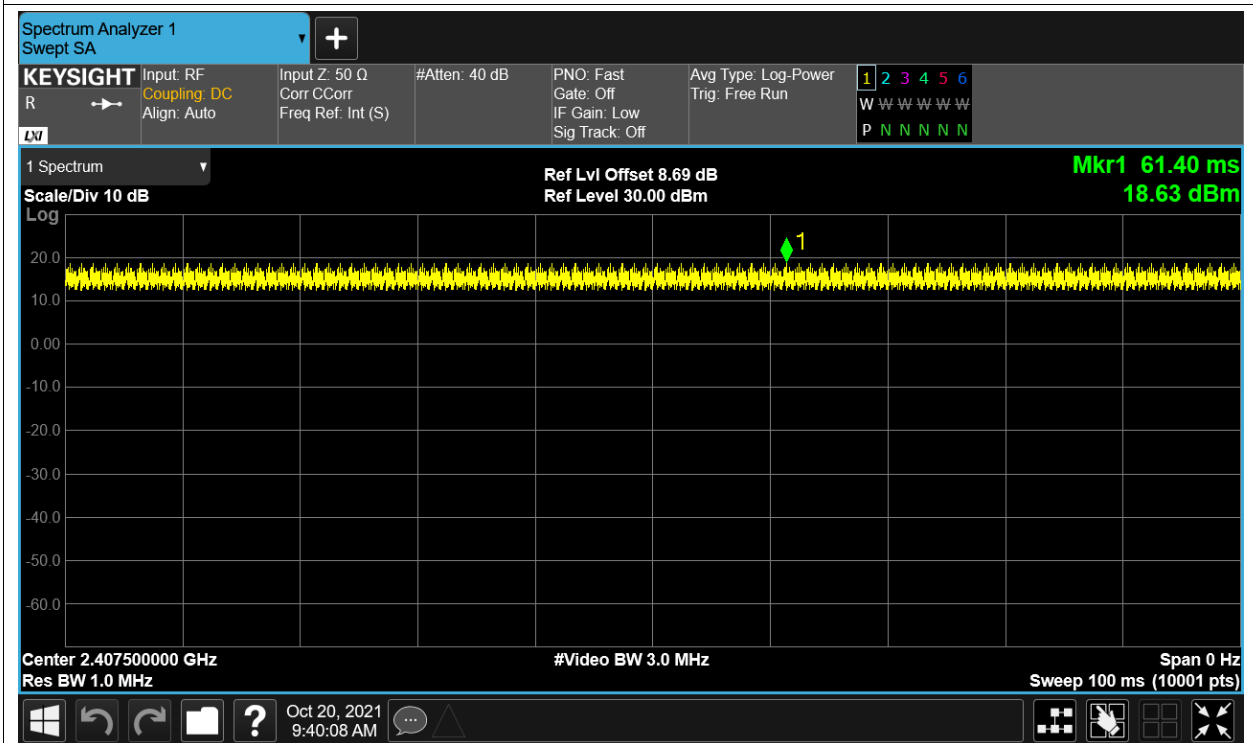 Spectrum Analyzer 1
Swept SA
KEYSIGHT
R
LXI
Input: RF
Coupling: DC
Align: Auto
Input Z: 50 Ω
Corr CCorr
Freq Ref: Int (S)
#Atten: 40 dB
PNO: Fast
Gate: Off
IF Gain: Low
Sig Track: Off
Avg Type: Log-Power
Trig: Free Run
1 2 3 4 5 6
W W W W W W
P N N N N N
1 Spectrum
Scale/Div 10 dB
Log
Ref Lvl Offset 8.69 dB
Ref Level 30.00 dBm
Mkr1 61.40 ms
18.63 dBm
1
20.0
10.0
0.00
-10.0
-20.0
-30.0
-40.0
-50.0
-60.0
Center 2.407500000 GHz
Res BW 1.0 MHz
#Video BW 3.0 MHz
Span 0 Hz
Sweep 100 ms (10001 pts)
?
Oct 20, 2021
9:40:08 AM